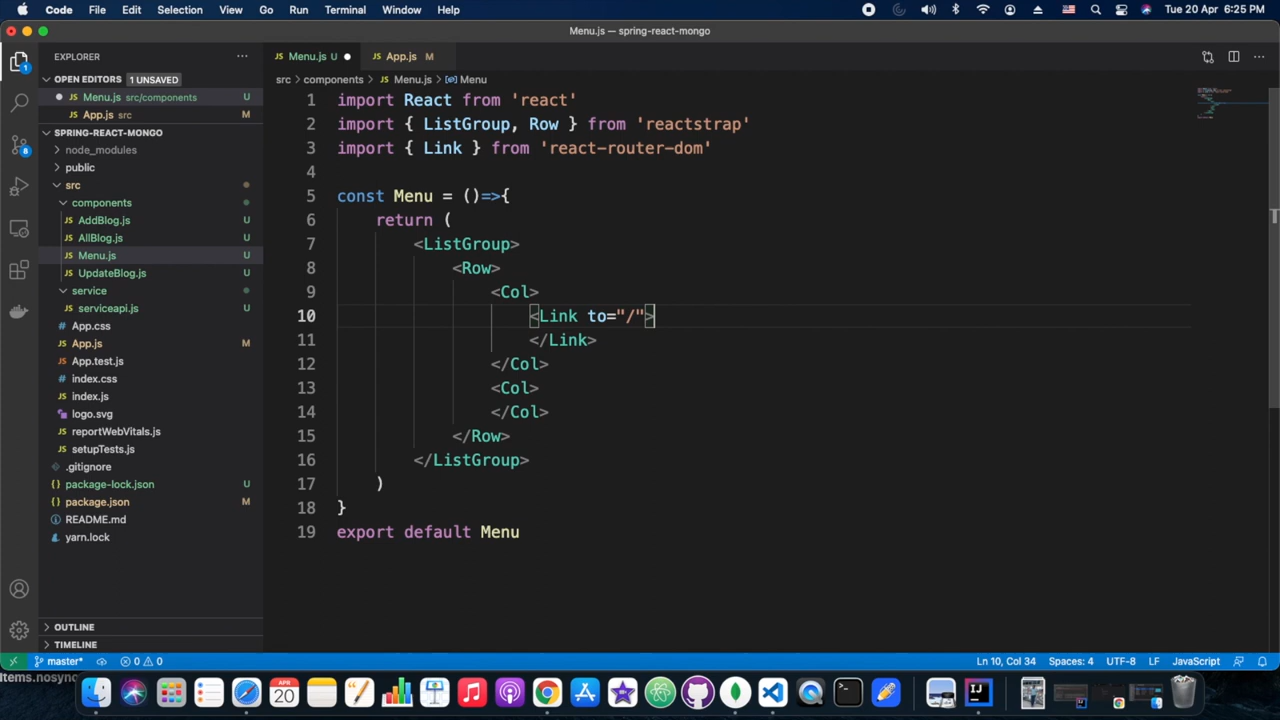 Code File Edit Selection View Go Run Terminal Window Help Tue 20 Apr 6:25 PM
Menu.js — spring-react-mongo
EXPLORER
Menu.js U
App.js M
OPEN EDITORS 1 UNSAVED
src > components > Menu.js > Menu
Menu.js src/components U
App.js src M
SPRING-REACT-MONGO
node_modules
public
src
components
AddBlog.js U
AllBlog.js U
Menu.js U
UpdateBlog.js U
service
serviceapi.js U
App.css
App.js M
App.test.js
index.css
index.js
logo.svg
reportWebVitals.js
setupTests.js
.gitignore
package-lock.json U
package.json M
README.md
yarn.lock
OUTLINE
TIMELINE
1 import React from 'react'
2 import { ListGroup, Row } from 'reactstrap'
3 import { Link } from 'react-router-dom'
4
5 const Menu = ()=>{
6 return (
7 <ListGroup>
8 <Row>
9 <Col>
10 <Link to="/">
11 </Link>
12 </Col>
13 <Col>
14 </Col>
15 </Row>
16 </ListGroup>
17 )
18 }
19 export default Menu
master* 0 0 Ln 10, Col 34 Spaces: 4 UTF-8 LF JavaScript
Items.nosync
APR
20